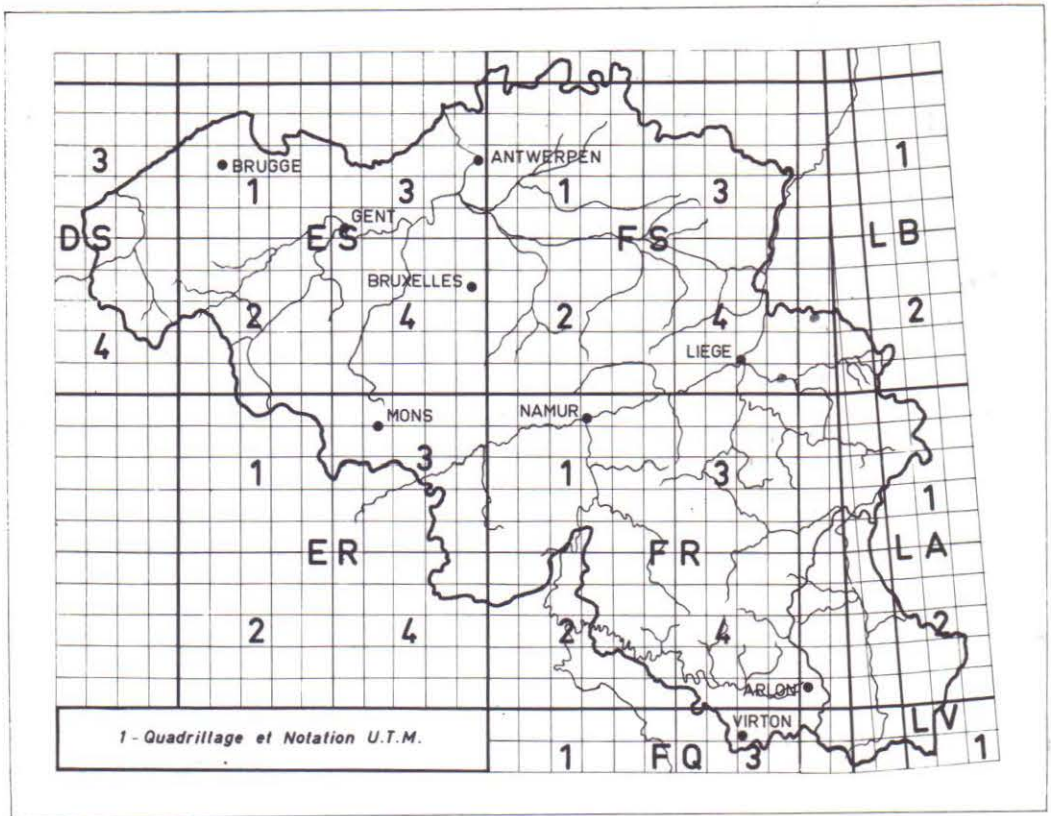 3
1
BRUGGE
ANTWERPEN
1
3
1
3
GENT
DS
ES
FS
LB
BRUXELLES
2
4
2
4
2
4
LIEGE
MONS
NAMUR
1
3
1
3
1
ER
FR
LA
2
4
2
4
2
ARLON
VIRTON
LV
1 - Quadrillage et Notation U.T.M.
1
FQ
3
1